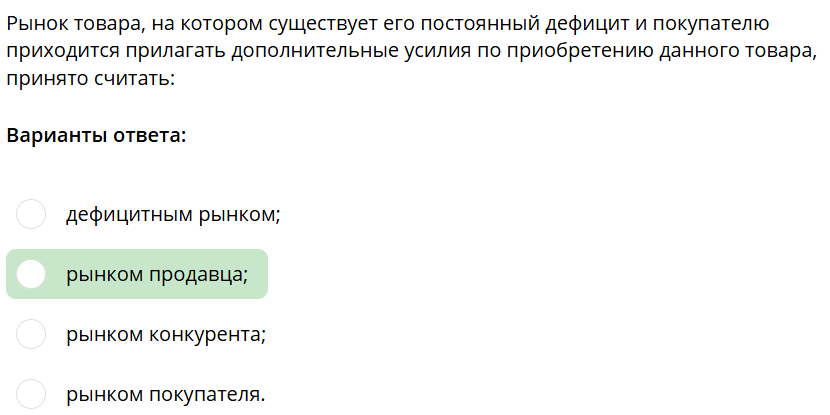 Рынок товара, на котором существует его постоянный дефицит и покупателю
приходится прилагать дополнительные усилия по приобретению данного товара,
принято считать:
Варианты ответа:
дефицитным рынком;
рынком продавца;
рынком конкурента;
рынком покупателя.